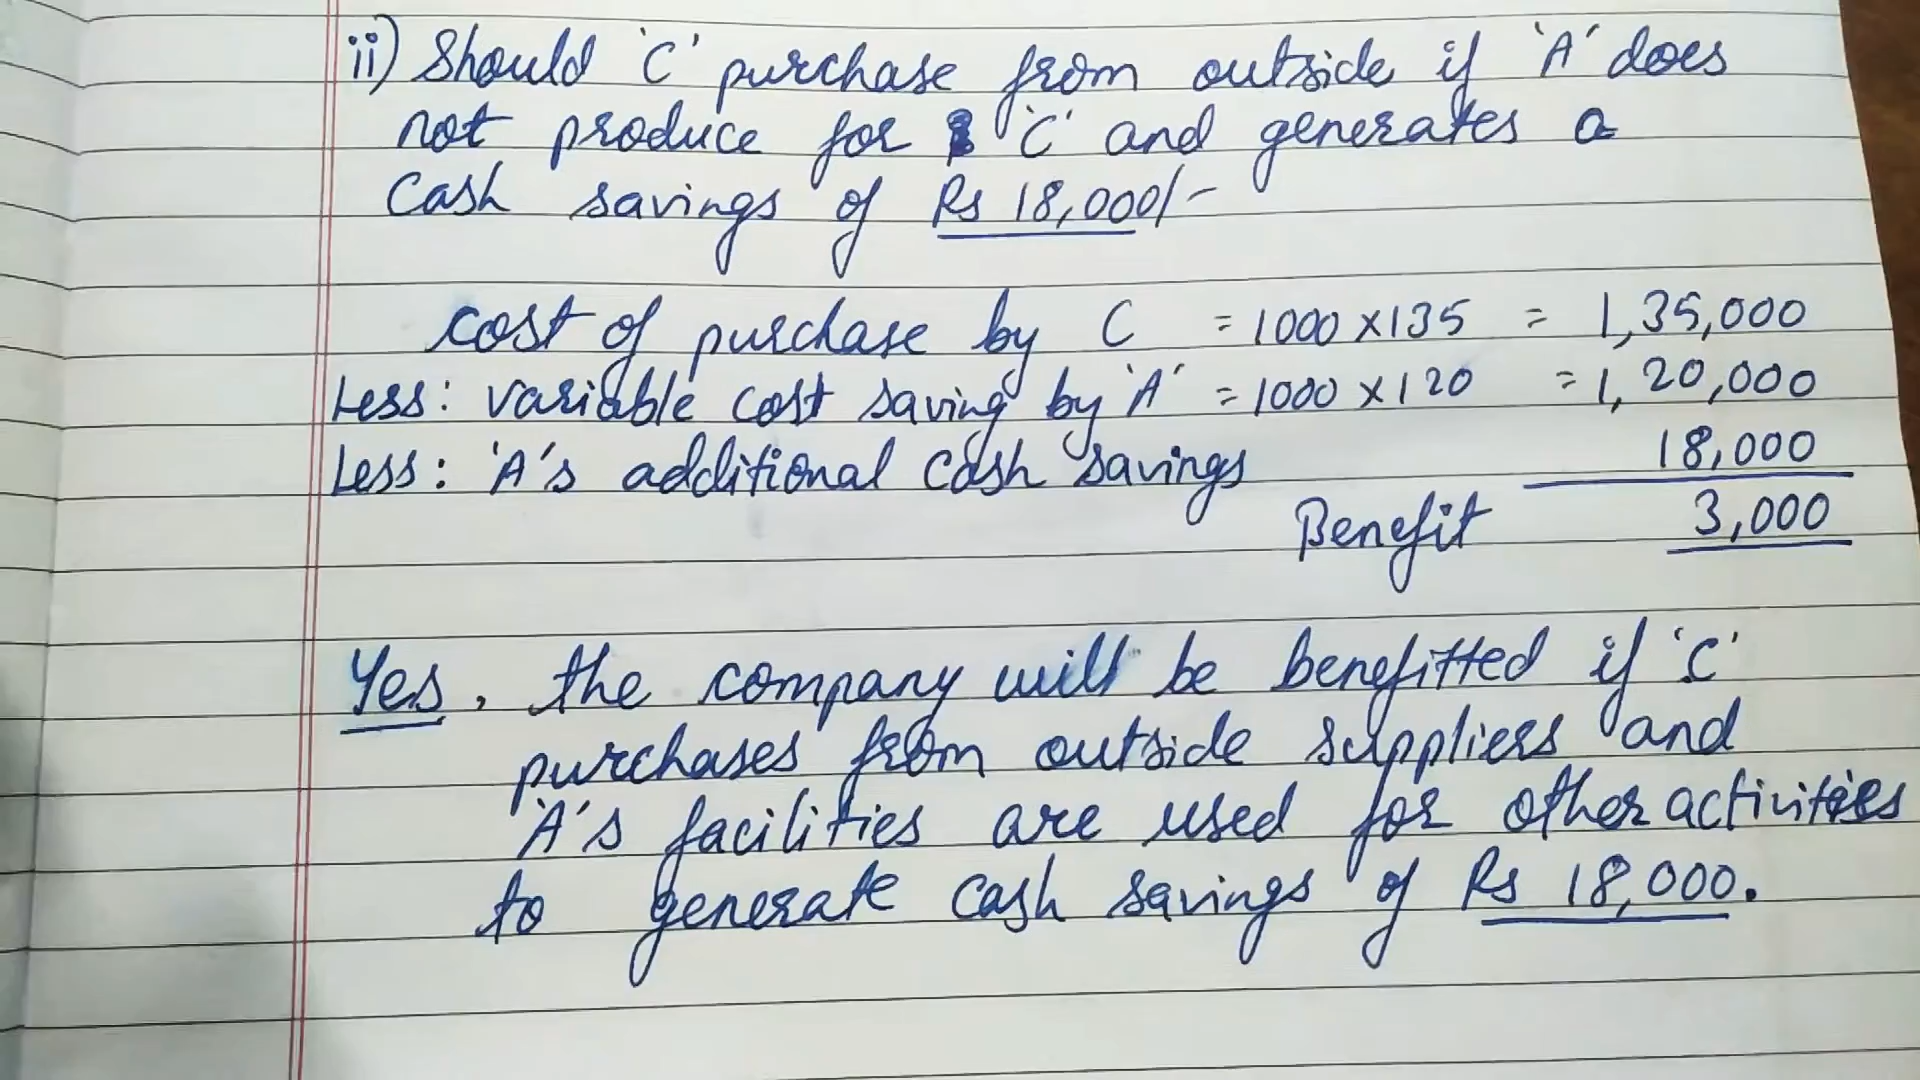 ii) Should 'C' purchase from outside if 'A' does
not produce for 'C' and generates a
cash savings of Rs 18,000/-
cost of purchase by C = 1000 x 135 = 1,35,000
Less: variable cost saving by 'A' = 1000 x 120 = 1,20,000
Less: 'A's additional cash savings 18,000
Benefit 3,000
Yes, the company will be benefitted if 'C'
purchases from outside suppliers and
'A's facilities are used for other activities
to generate cash savings of Rs 18,000.